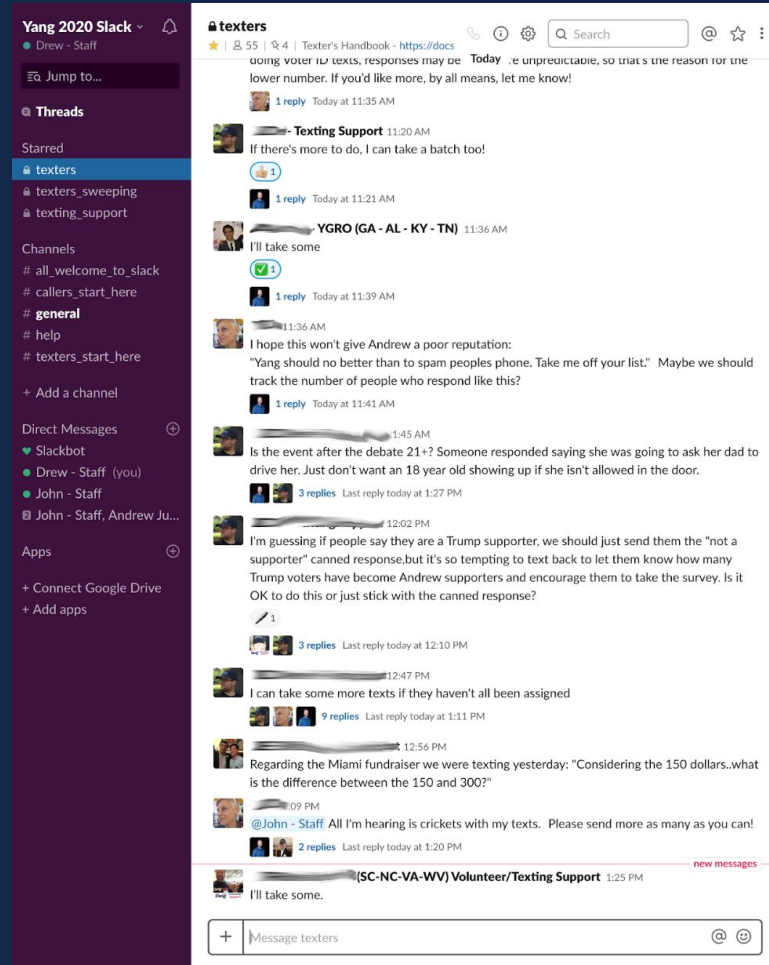 Yang 2020 Slack
Drew - Staff
Jump to...
Threads
Starred
texters
texters_sweeping
texting_support
Channels
# all_welcome_to_slack
# callers_start_here
# general
# help
# texters_start_here
+ Add a channel
Direct Messages
Slackbot
Drew - Staff (you)
John - Staff
2 John - Staff, Andrew Ju...
Apps
+ Connect Google Drive
+ Add apps
texters
55 | 4 | Texter's Handbook - https://docs
Search
doing Voter ID texts, responses may be Today e unpredictable, so that's the reason for the
lower number. If you'd like more, by all means, let me know!
1 reply Today at 11:35 AM
- Texting Support 11:20 AM
If there's more to do, I can take a batch too!
1
1 reply Today at 11:21 AM
- YGRO (GA - AL - KY - TN) 11:36 AM
I'll take some
1
1 reply Today at 11:39 AM
11:36 AM
I hope this won't give Andrew a poor reputation:
"Yang should no better than to spam peoples phone. Take me off your list." Maybe we should
track the number of people who respond like this?
1 reply Today at 11:41 AM
1:45 AM
Is the event after the debate 21+? Someone responded saying she was going to ask her dad to
drive her. Just don't want an 18 year old showing up if she isn't allowed in the door.
3 replies Last reply today at 1:27 PM
12:02 PM
I'm guessing if people say they are a Trump supporter, we should just send them the "not a
supporter" canned response,but it's so tempting to text back to let them know how many
Trump voters have become Andrew supporters and encourage them to take the survey. Is it
OK to do this or just stick with the canned response?
1
3 replies Last reply today at 12:10 PM
12:47 PM
I can take some more texts if they haven't all been assigned
9 replies Last reply today at 1:11 PM
12:56 PM
Regarding the Miami fundraiser we were texting yesterday: "Considering the 150 dollars..what
is the difference between the 150 and 300?"
:09 PM
@John - Staff All I'm hearing is crickets with my texts. Please send more as many as you can!
2 replies Last reply today at 1:20 PM
new messages
(SC-NC-VA-WV) Volunteer/Texting Support 1:25 PM
I'll take some.
Message texters